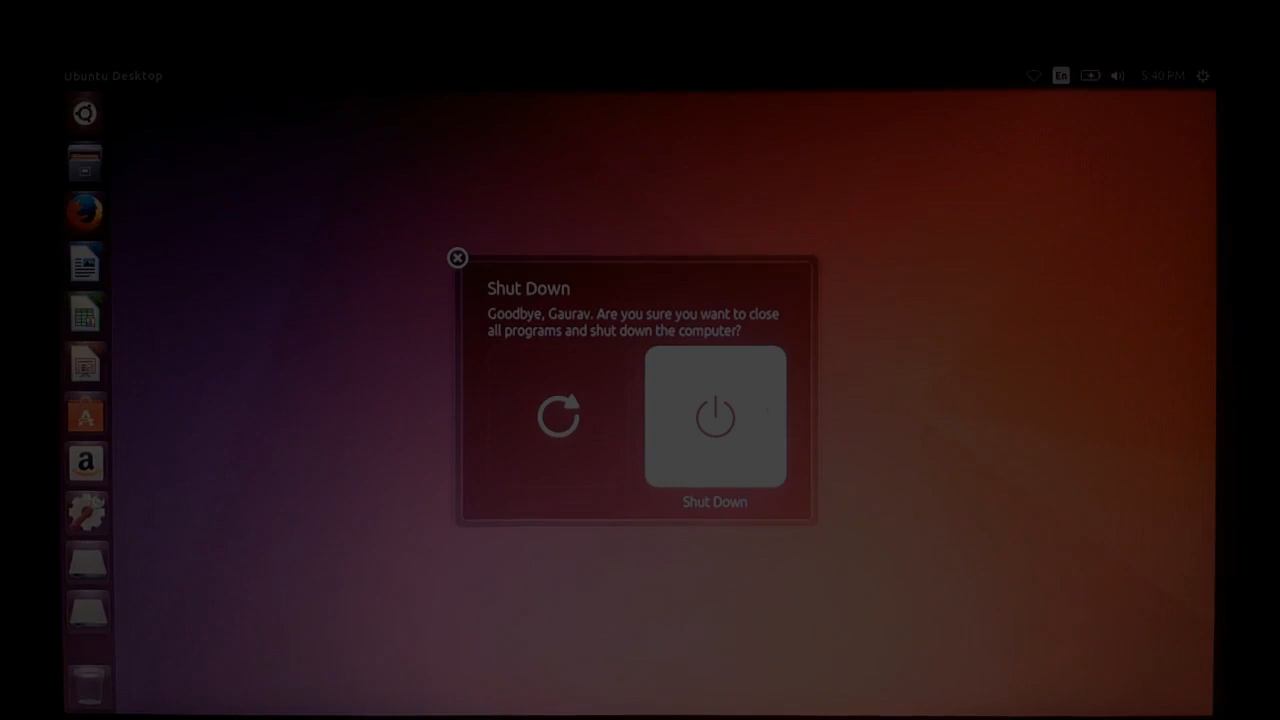 Ubuntu Desktop
En
5:40 PM
Shut Down
Goodbye, Gaurav. Are you sure you want to close
all programs and shut down the computer?
Shut Down